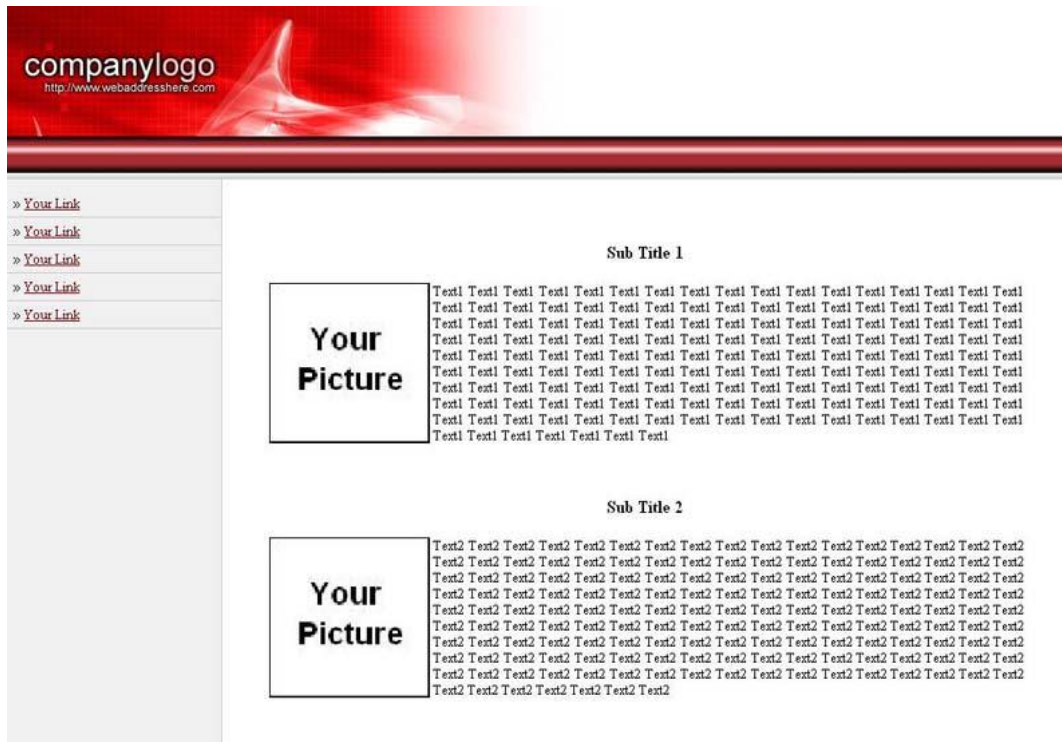 companylogo
http://www.webaddresshere.com
» Your Link
» Your Link
» Your Link
» Your Link
» Your Link
Sub Title 1
Your
Picture
Text1 Text1 Text1 Text1 Text1 Text1 Text1 Text1 Text1 Text1 Text1 Text1 Text1 Text1 Text1 Text1 Text1
Text1 Text1 Text1 Text1 Text1 Text1 Text1 Text1 Text1 Text1 Text1 Text1 Text1 Text1 Text1 Text1 Text1
Text1 Text1 Text1 Text1 Text1 Text1 Text1 Text1 Text1 Text1 Text1 Text1 Text1 Text1 Text1 Text1 Text1
Text1 Text1 Text1 Text1 Text1 Text1 Text1 Text1 Text1 Text1 Text1 Text1 Text1 Text1 Text1 Text1 Text1
Text1 Text1 Text1 Text1 Text1 Text1 Text1 Text1 Text1 Text1 Text1 Text1 Text1 Text1 Text1 Text1 Text1
Text1 Text1 Text1 Text1 Text1 Text1 Text1 Text1 Text1 Text1 Text1 Text1 Text1 Text1 Text1 Text1 Text1
Text1 Text1 Text1 Text1 Text1 Text1 Text1 Text1 Text1 Text1 Text1 Text1 Text1 Text1 Text1 Text1 Text1
Text1 Text1 Text1 Text1 Text1 Text1 Text1 Text1 Text1 Text1 Text1 Text1 Text1 Text1 Text1 Text1 Text1
Text1 Text1 Text1 Text1 Text1 Text1 Text1 Text1 Text1 Text1 Text1 Text1 Text1 Text1 Text1 Text1 Text1
Text1 Text1 Text1 Text1 Text1 Text1 Text1
Sub Title 2
Your
Picture
Text2 Text2 Text2 Text2 Text2 Text2 Text2 Text2 Text2 Text2 Text2 Text2 Text2 Text2 Text2 Text2 Text2
Text2 Text2 Text2 Text2 Text2 Text2 Text2 Text2 Text2 Text2 Text2 Text2 Text2 Text2 Text2 Text2 Text2
Text2 Text2 Text2 Text2 Text2 Text2 Text2 Text2 Text2 Text2 Text2 Text2 Text2 Text2 Text2 Text2 Text2
Text2 Text2 Text2 Text2 Text2 Text2 Text2 Text2 Text2 Text2 Text2 Text2 Text2 Text2 Text2 Text2 Text2
Text2 Text2 Text2 Text2 Text2 Text2 Text2 Text2 Text2 Text2 Text2 Text2 Text2 Text2 Text2 Text2 Text2
Text2 Text2 Text2 Text2 Text2 Text2 Text2 Text2 Text2 Text2 Text2 Text2 Text2 Text2 Text2 Text2 Text2
Text2 Text2 Text2 Text2 Text2 Text2 Text2 Text2 Text2 Text2 Text2 Text2 Text2 Text2 Text2 Text2 Text2
Text2 Text2 Text2 Text2 Text2 Text2 Text2 Text2 Text2 Text2 Text2 Text2 Text2 Text2 Text2 Text2 Text2
Text2 Text2 Text2 Text2 Text2 Text2 Text2 Text2 Text2 Text2 Text2 Text2 Text2 Text2 Text2 Text2 Text2
Text2 Text2 Text2 Text2 Text2 Text2 Text2